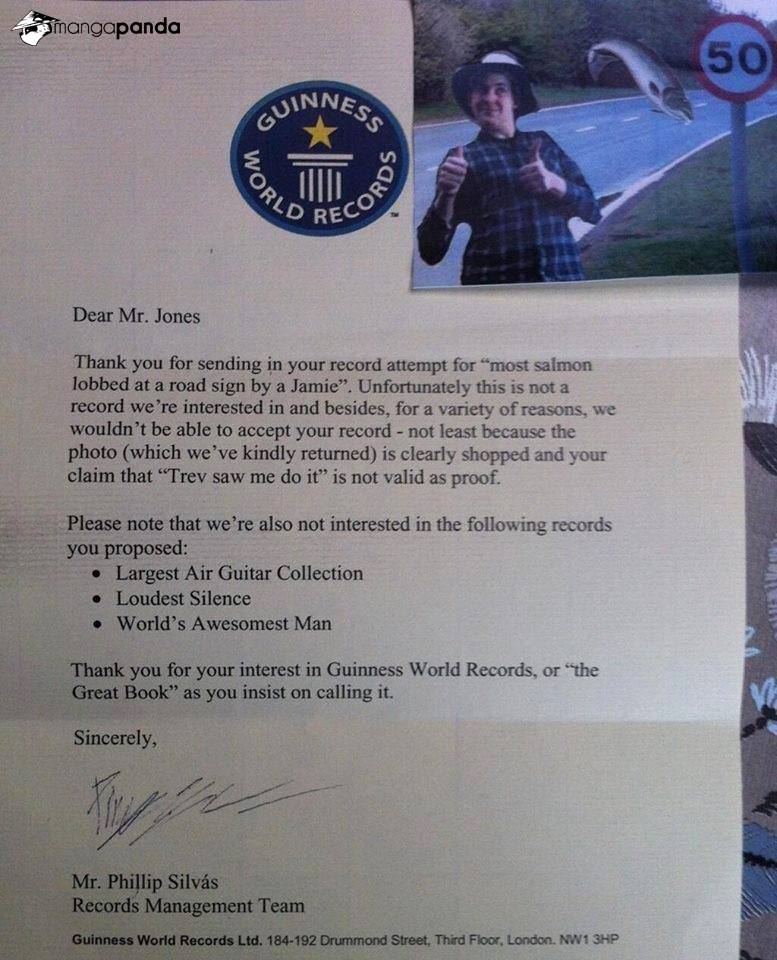 mangapanda
GUINNESS
WORLD RECORDS
TM
50
Dear Mr. Jones
Thank you for sending in your record attempt for “most salmon
lobbed at a road sign by a Jamie”. Unfortunately this is not a
record we’re interested in and besides, for a variety of reasons, we
wouldn’t be able to accept your record - not least because the
photo (which we’ve kindly returned) is clearly shopped and your
claim that “Trev saw me do it” is not valid as proof.
Please note that we’re also not interested in the following records
you proposed:
• Largest Air Guitar Collection
• Loudest Silence
• World’s Awesomest Man
Thank you for your interest in Guinness World Records, or “the
Great Book” as you insist on calling it.
Sincerely,
Mr. Phillip Silvás
Records Management Team
Guinness World Records Ltd. 184-192 Drummond Street, Third Floor, London. NW1 3HP